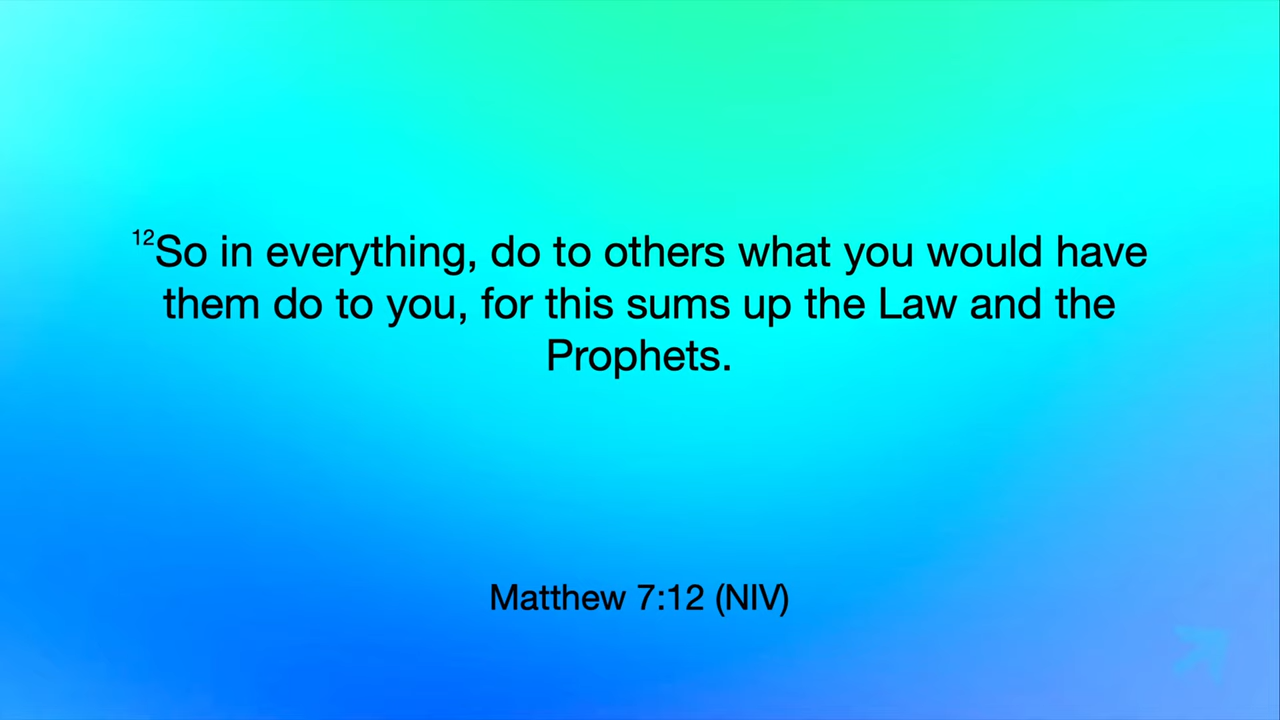 12So in everything, do to others what you would have
them do to you, for this sums up the Law and the
Prophets.
Matthew 7:12 (NIV)